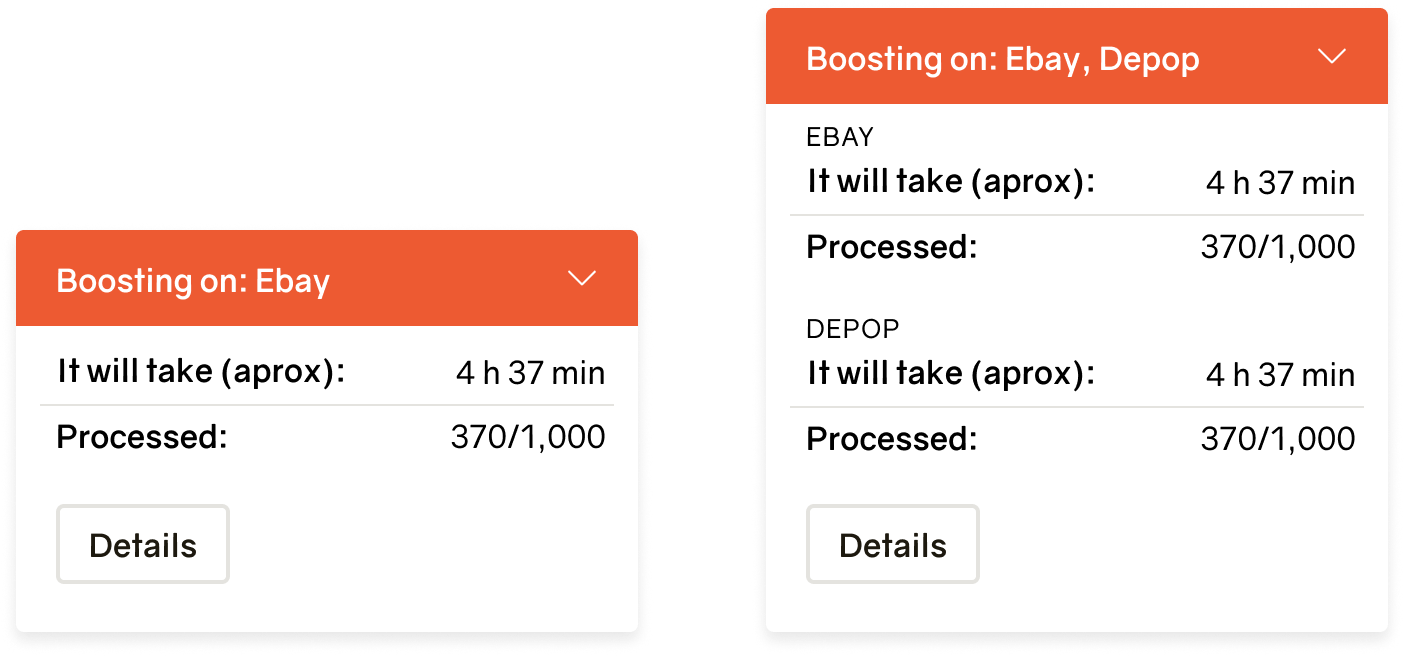 Boosting on: Ebay
It will take (aprox): 4 h 37 min
Processed: 370/1,000
Details
Boosting on: Ebay, Depop
EBAY
It will take (aprox): 4 h 37 min
Processed: 370/1,000
DEPOP
It will take (aprox): 4 h 37 min
Processed: 370/1,000
Details